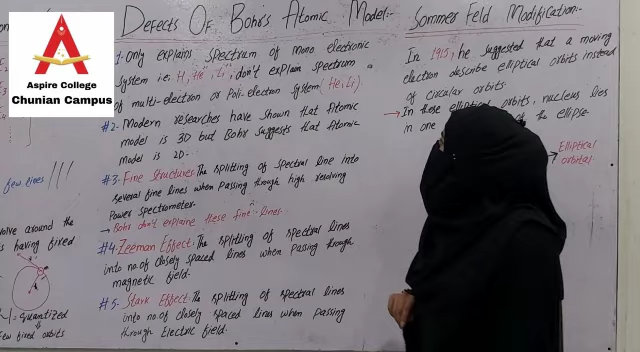 Aspire College
Chunian Campus
few lines
volve around the
is having fixed
= quantized
few fixed orbits
Defects Of Bohr's Atomic Model:-
#1. Only explains spectrum of mono electronic
system i.e; H, He+, Li++, don't explain spectrum
of multi-electron or Poli-electron system (He, Li).
#2. Modern researches have shown that Atomic
model is 3D but Bohr suggests that Atomic
model is 2D.
#3. Fine Structures: The splitting of spectral line into
several fine lines when passing through high resolving
Power spectrometer.
→ Bohr don't explaine these fine lines.
#4. Zeeman Effect: The splitting of spectral lines
into no. of closely spaced lines when passing through
magnetic field.
#5. Stark Effect: The splitting of spectral lines
into no. of closely spaced lines when passing
through Electric field.
Sommer Feld Modification:-
In 1915, he suggested that a moving
electron describe elliptical orbits instead
of circular orbits.
→ In these elliptical orbits, nucleus lies
in one of the ellipse.
→ Elliptical
orbital.